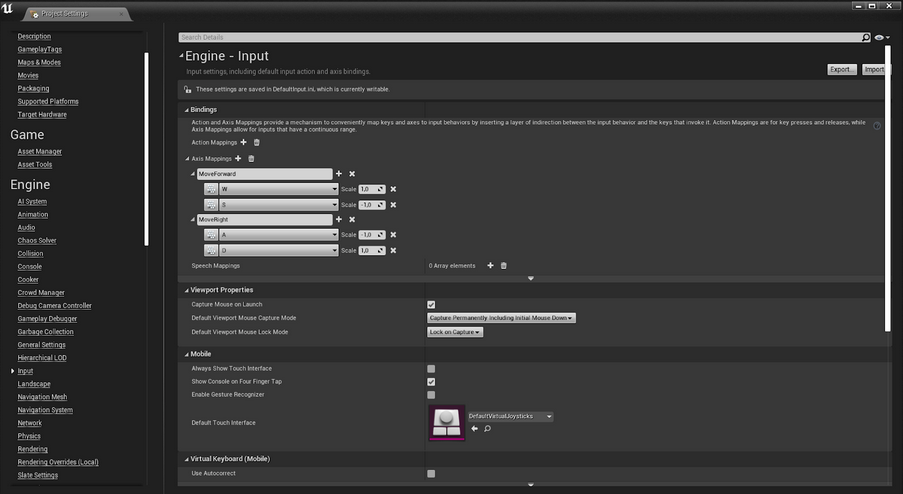 Project Settings
Description
GameplayTags
Maps & Modes
Movies
Packaging
Supported Platforms
Target Hardware
Game
Asset Manager
Asset Tools
Engine
AI System
Animation
Audio
Chaos Solver
Collision
Console
Cooker
Crowd Manager
Debug Camera Controller
Gameplay Debugger
Garbage Collection
General Settings
Hierarchical LOD
Input
Landscape
Navigation Mesh
Navigation System
Network
Physics
Rendering
Rendering Overrides (Local)
Slate Settings
Search Details
Engine - Input
Input settings, including default input action and axis bindings.
Export...
Import
These settings are saved in DefaultInput.ini, which is currently writable.
Bindings
Action and Axis Mappings provide a mechanism to conveniently map keys and axes to input behaviors by inserting a layer of indirection between the input behavior and the keys that invoke it. Action Mappings are for key presses and releases, while
Axis Mappings allow for inputs that have a continuous range.
Action Mappings
Axis Mappings
MoveForward
W Scale 1,0
S Scale -1,0
MoveRight
A Scale -1,0
D Scale 1,0
Speech Mappings 0 Array elements
Viewport Properties
Capture Mouse on Launch
Default Viewport Mouse Capture Mode Capture Permanently Including Initial Mouse Down
Default Viewport Mouse Lock Mode Lock on Capture
Mobile
Always Show Touch Interface
Show Console on Four Finger Tap
Enable Gesture Recognizer
Default Touch Interface DefaultVirtualJoysticks
Virtual Keyboard (Mobile)
Use Autocorrect